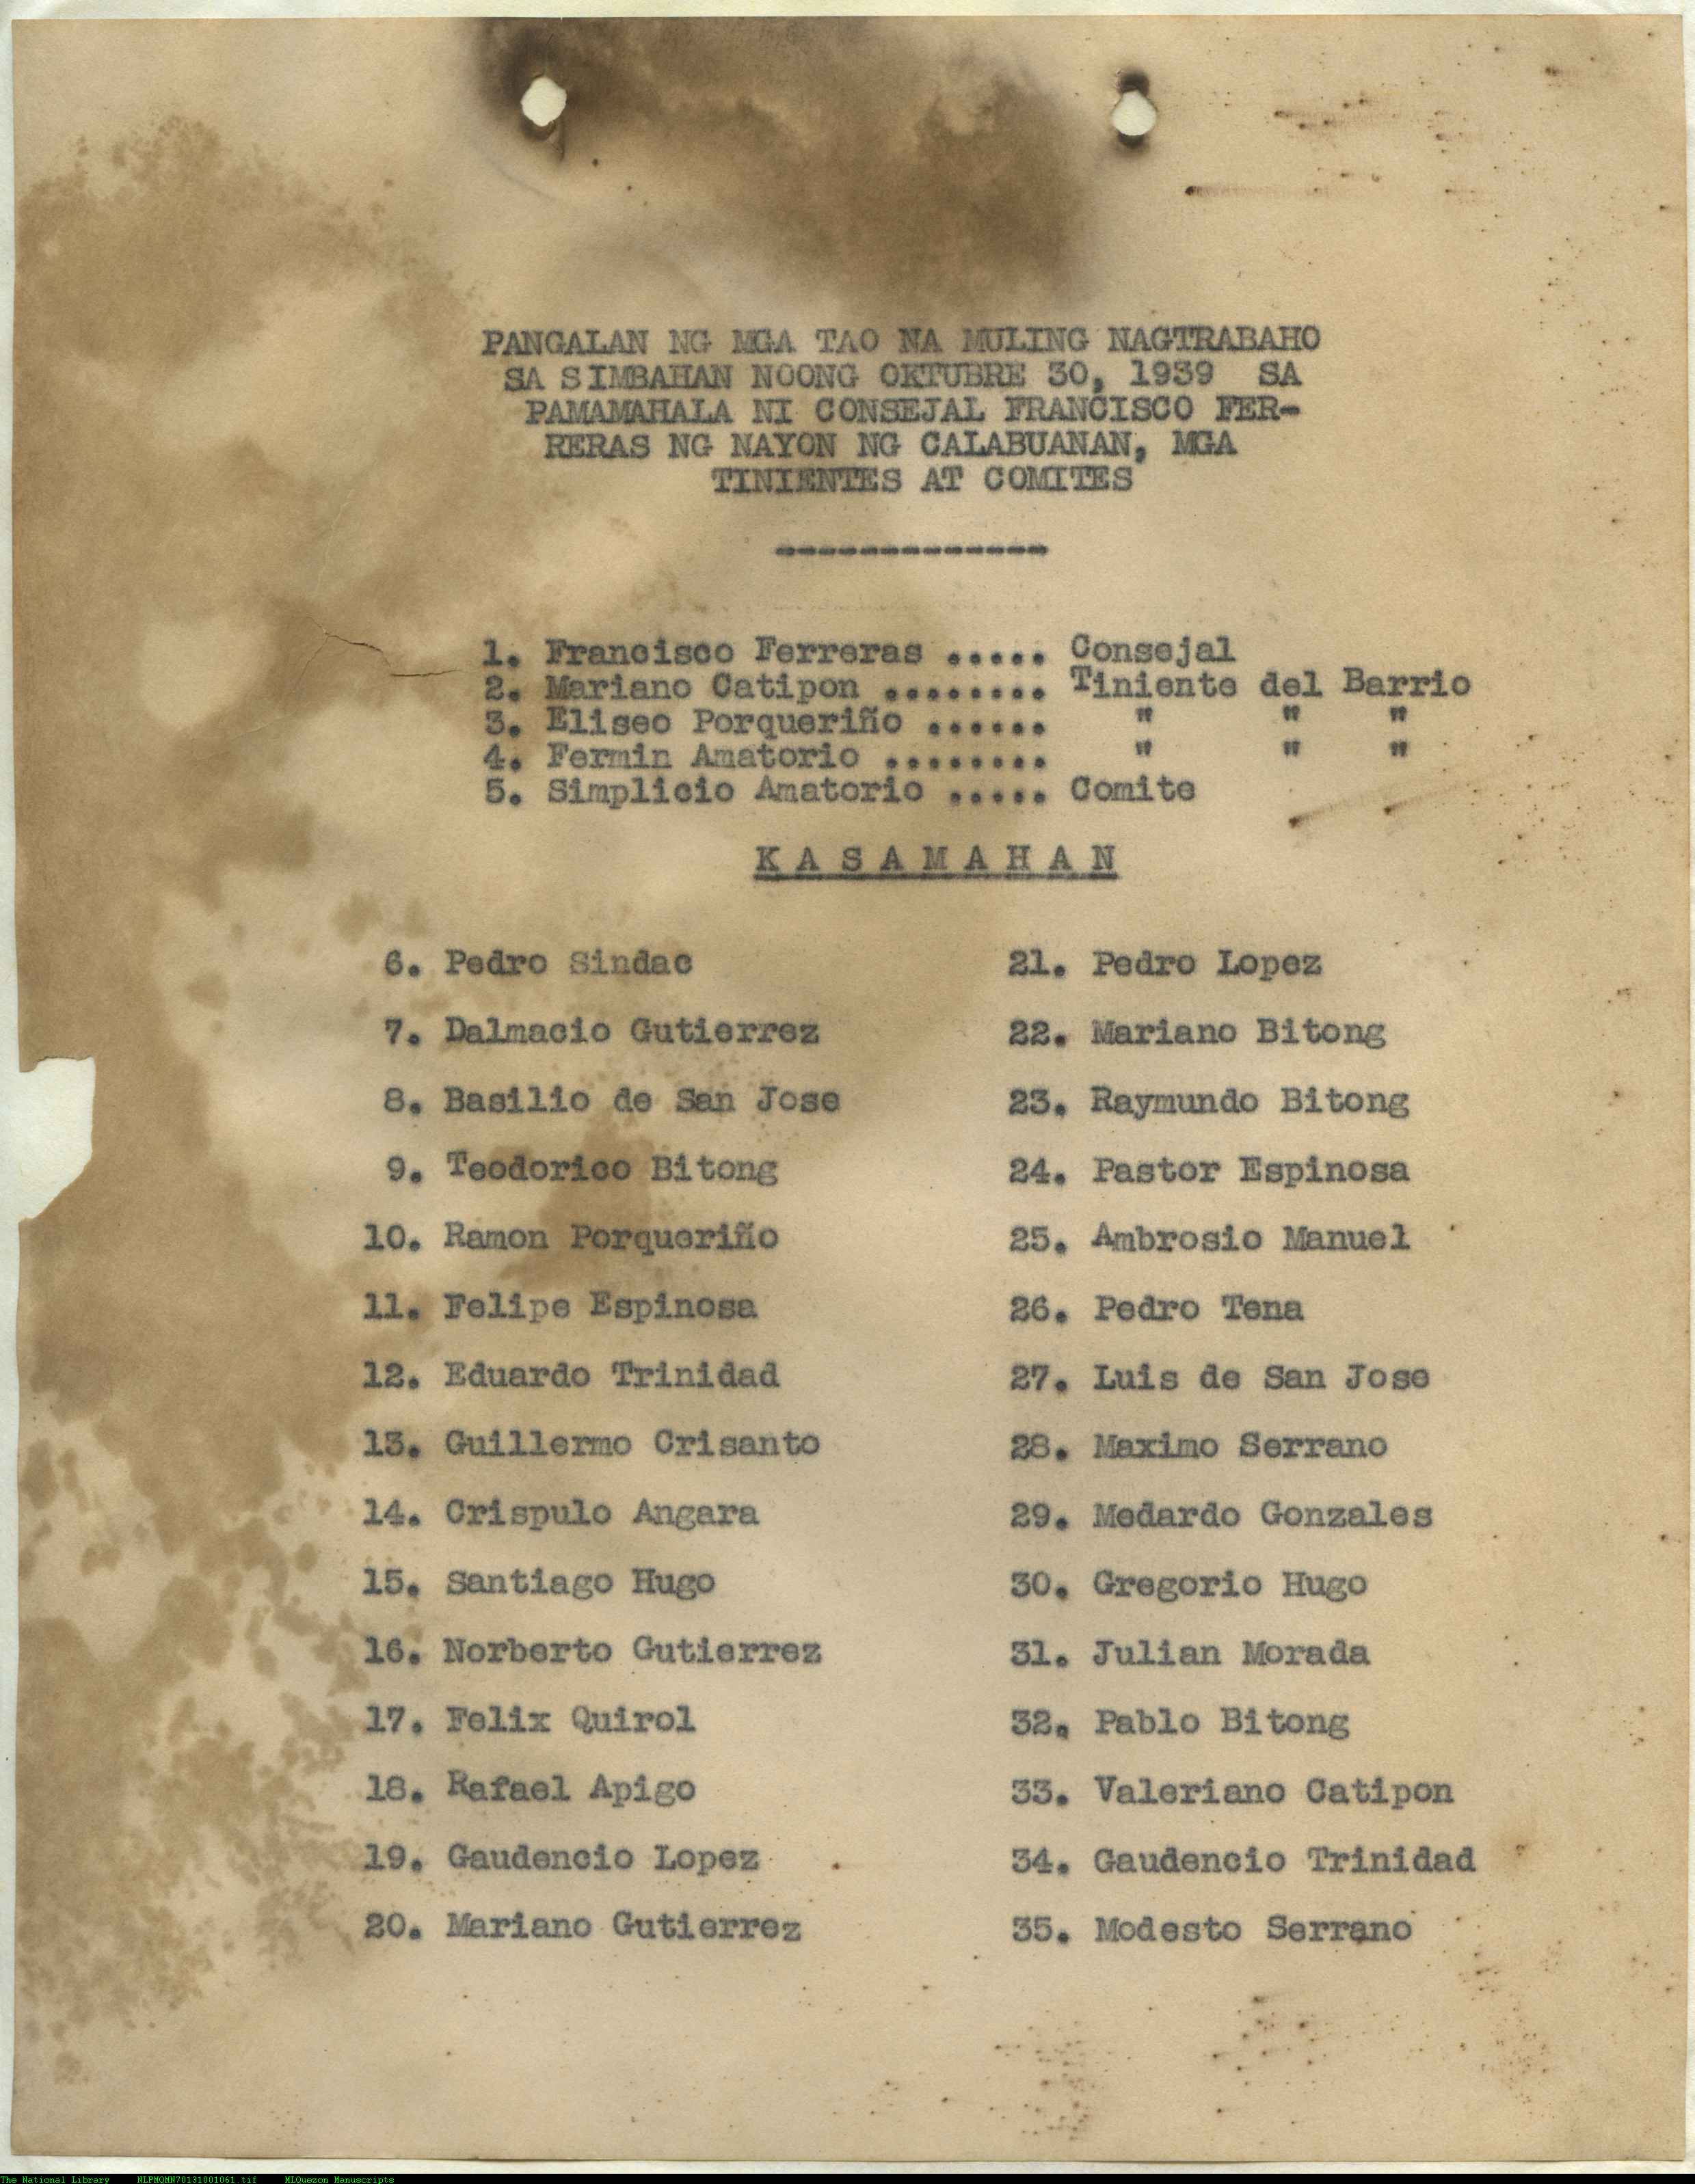 PANGALAN NG MGA TAO NA MULING NAGTRABAHO
SA SIMBAHAN NOONG OKTUBRE 30, 1939 SA
PAMAMAHALA NI CONSEJAL FRANCISCO FER-
RERAS NG NAYON NG CALABUANAN, MGA
TINIENTES AT COMITES
-------------
1. Francisco Ferreras ..... Consejal
2. Mariano Catipon ........ Tiniente del Barrio
3. Eliseo Porqueriño ...... " " "
4. Fermin Amatorio ........ " " "
5. Simplicio Amatorio ..... Comite
K A S A M A H A N
6. Pedro Sindac
7. Dalmacio Gutierrez
8. Basilio de San Jose
9. Teodorico Bitong
10. Ramon Porqueriño
11. Felipe Espinosa
12. Eduardo Trinidad
13. Guillermo Crisanto
14. Crispulo Angara
15. Santiago Hugo
16. Norberto Gutierrez
17. Felix Quirol
18. Rafael Apigo
19. Gaudencio Lopez
20. Mariano Gutierrez
21. Pedro Lopez
22. Mariano Bitong
23. Raymundo Bitong
24. Pastor Espinosa
25. Ambrosio Manuel
26. Pedro Tena
27. Luis de San Jose
28. Maximo Serrano
29. Medardo Gonzales
30. Gregorio Hugo
31. Julian Morada
32. Pablo Bitong
33. Valeriano Catipon
34. Gaudencio Trinidad
35. Modesto Serrano
The National Library NLPMQMN70131001061.tif MLQuezon Manuscripts